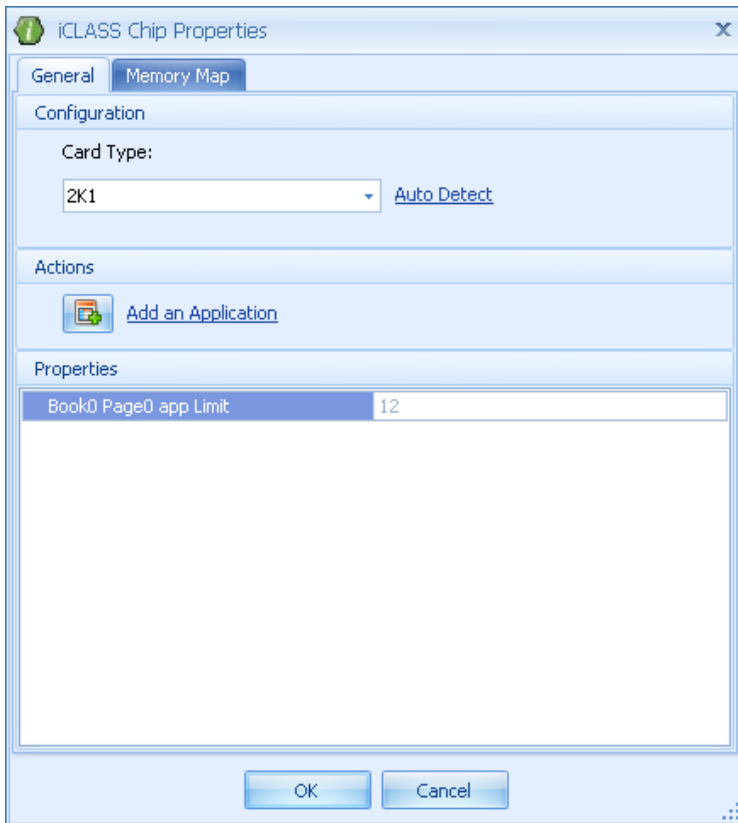 iCLASS Chip Properties
General Memory Map
Configuration
Card Type:
2K1 Auto Detect
Actions
Add an Application
Properties
Book0 Page0 app Limit 12
OK Cancel